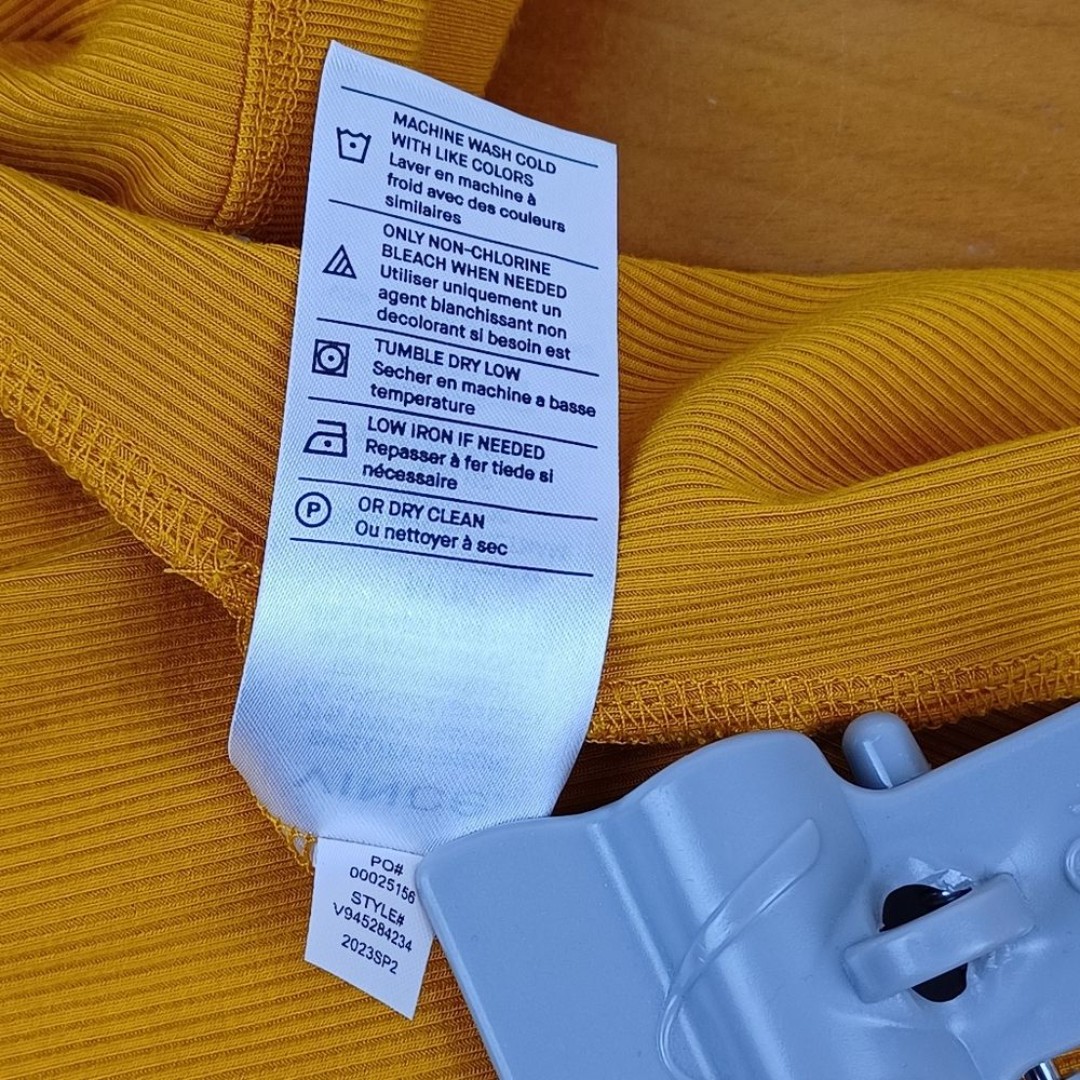 MACHINE WASH COLD
WITH LIKE COLORS
Laver en machine à
froid avec des couleurs
similaires
ONLY NON-CHLORINE
BLEACH WHEN NEEDED
Utiliser uniquement un
agent blanchissant non
decolorant si besoin est
TUMBLE DRY LOW
Secher en machine a basse
temperature
LOW IRON IF NEEDED
Repasser à fer tiede si
nécessaire
P
OR DRY CLEAN
Ou nettoyer à sec
PO#
00025156
STYLE#
V945284234
2023SP2